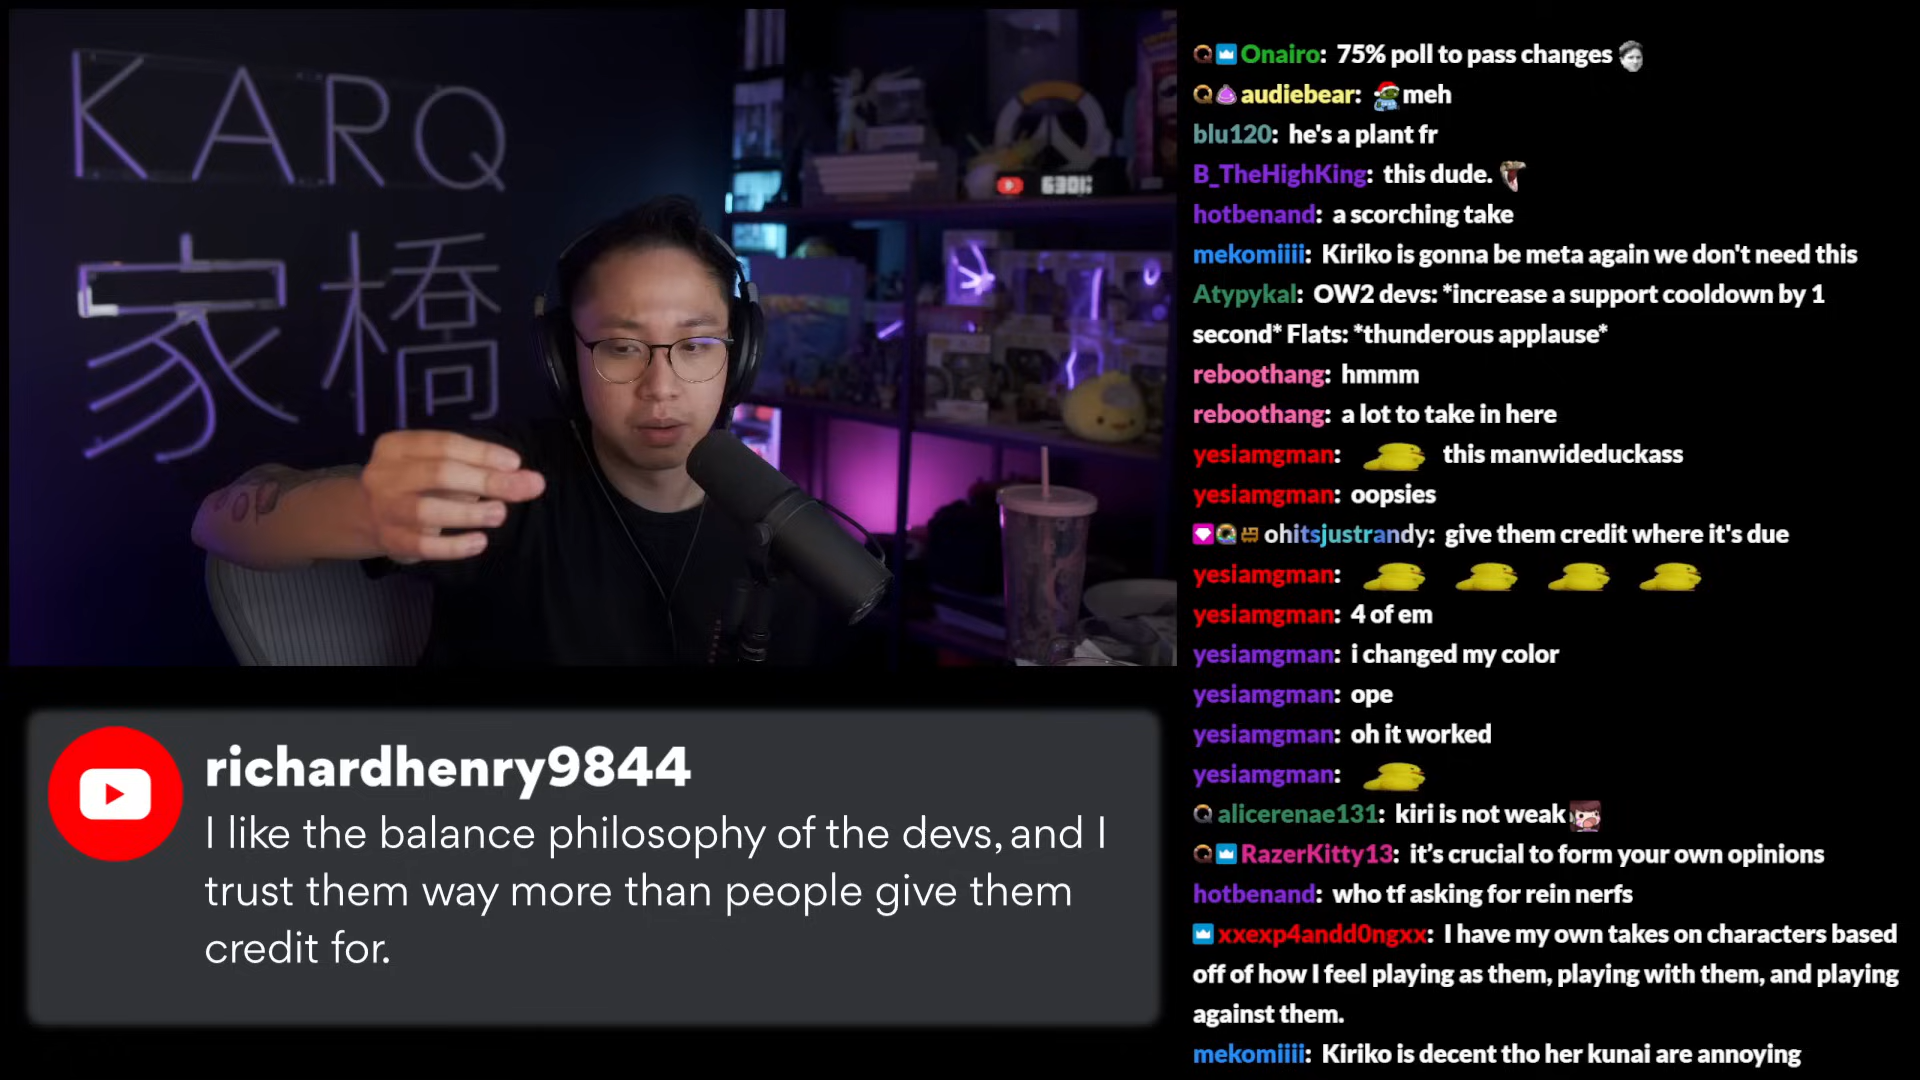 KARQ
家橋
630K
richardhenry9844
I like the balance philosophy of the devs, and I
trust them way more than people give them
credit for.
Onairo: 75% poll to pass changes
audiebear: meh
blu120: he's a plant fr
B_TheHighKing: this dude.
hotbenand: a scorching take
mekomiiii: Kiriko is gonna be meta again we don't need this
Atypykal: OW2 devs: *increase a support cooldown by 1
second* Flats: *thunderous applause*
reboothang: hmmm
reboothang: a lot to take in here
yesiamgman: this manwideduckass
yesiamgman: oopsies
ohitsjustrandy: give them credit where it's due
yesiamgman:
yesiamgman: 4 of em
yesiamgman: i changed my color
yesiamgman: ope
yesiamgman: oh it worked
yesiamgman:
alicerenae131: kiri is not weak
RazerKitty13: it’s crucial to form your own opinions
hotbenand: who tf asking for rein nerfs
xxexp4andd0ngxx: I have my own takes on characters based
off of how I feel playing as them, playing with them, and playing
against them.
mekomiiii: Kiriko is decent tho her kunai are annoying